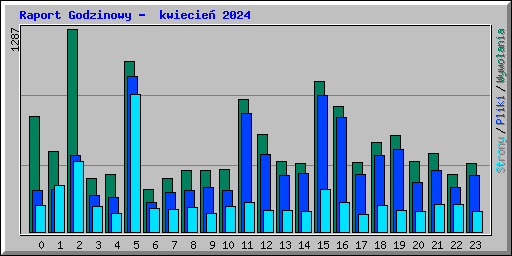 Raport Godzinowy -  kwiecień 2024
1287
Strony / Pliki / Wywołania
0 1 2 3 4 5 6 7 8 9 10 11 12 13 14 15 16 17 18 19 20 21 22 23